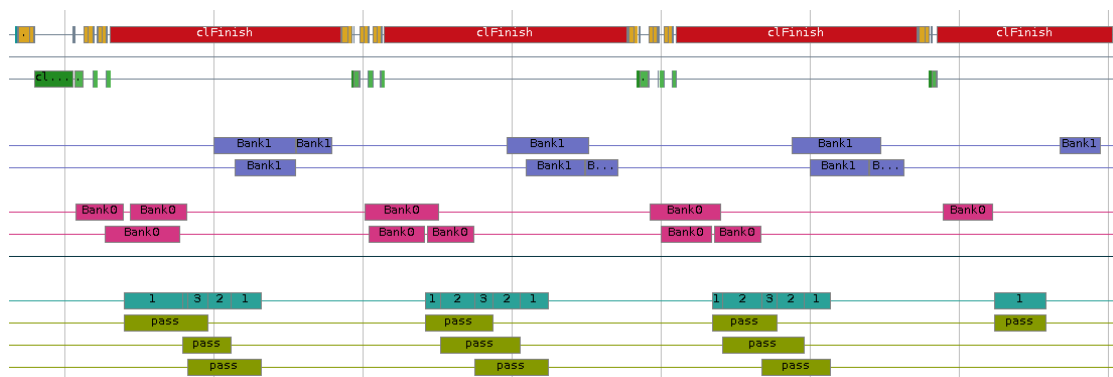 . clFinish clFinish clFinish clFinish
cl... .
Bank1 Bank1 Bank1 Bank1 Bank1
Bank1 Bank1 B... Bank1 B...
Bank0 Bank0 Bank0 Bank0 Bank0
Bank0 Bank0 Bank0 Bank0 Bank0
1 3 2 1 1 2 3 2 1 1 2 3 2 1 1
pass pass pass pass
pass pass pass
pass pass pass